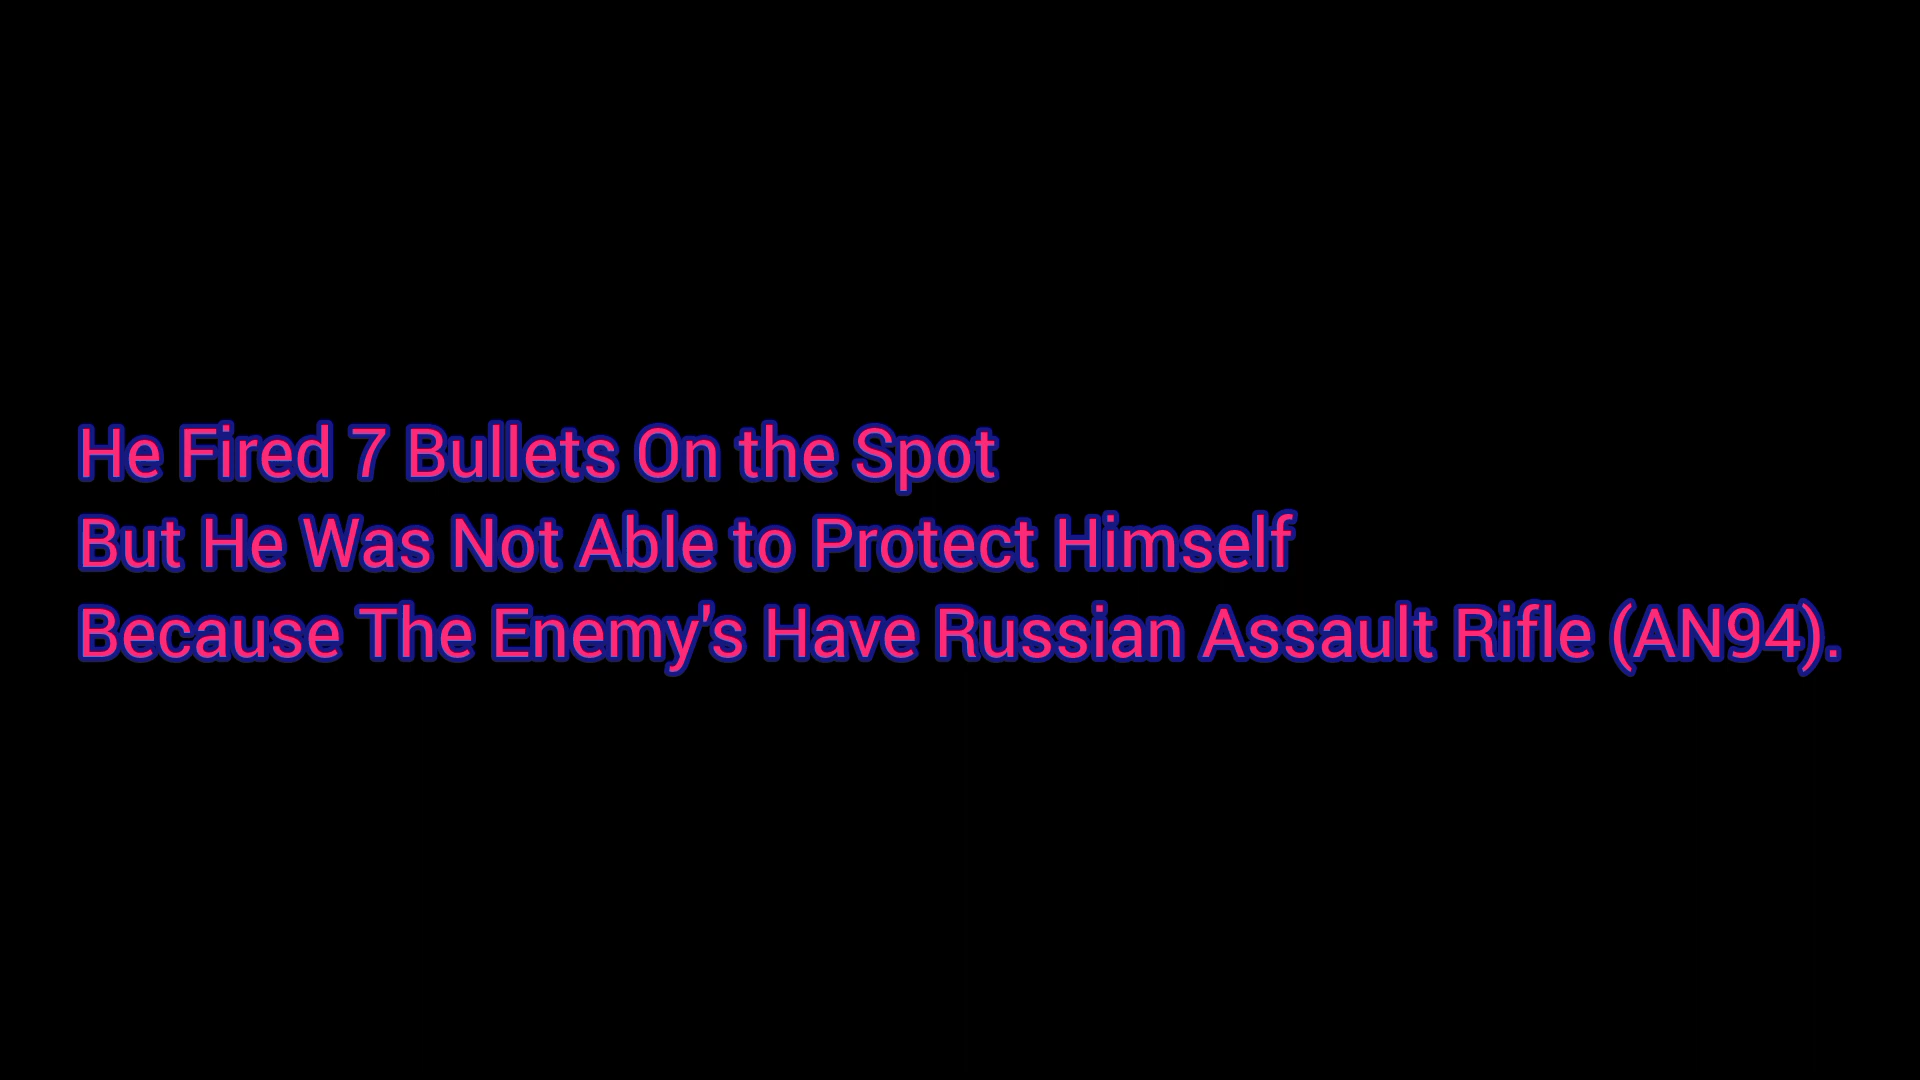 He Fired 7 Bullets On the Spot
But He Was Not Able to Protect Himself
Because The Enemy's Have Russian Assault Rifle (AN94).